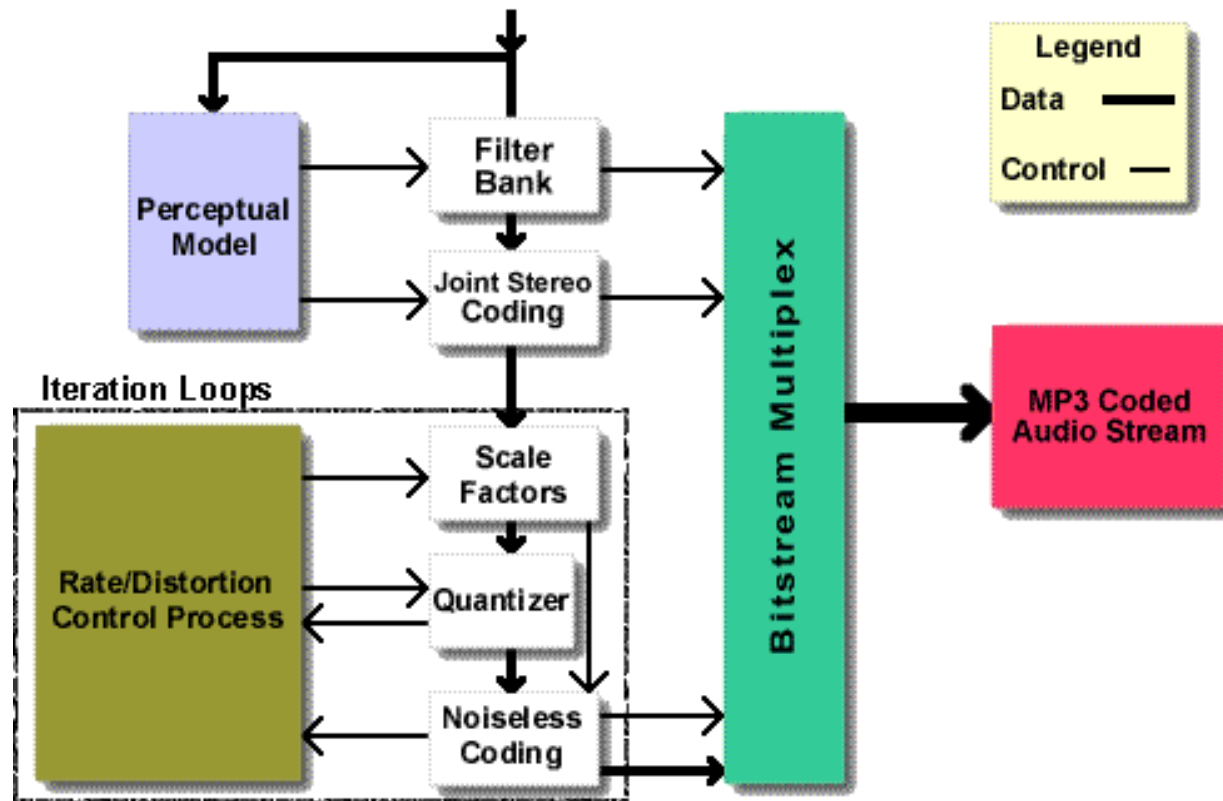 Legend
Data
Control
Filter
Bank
Perceptual
Model
Joint Stereo
Coding
Bitstream Multiplex
MP3 Coded
Audio Stream
Iteration Loops
Scale
Factors
Rate/Distortion
Control Process
Quantizer
Noiseless
Coding